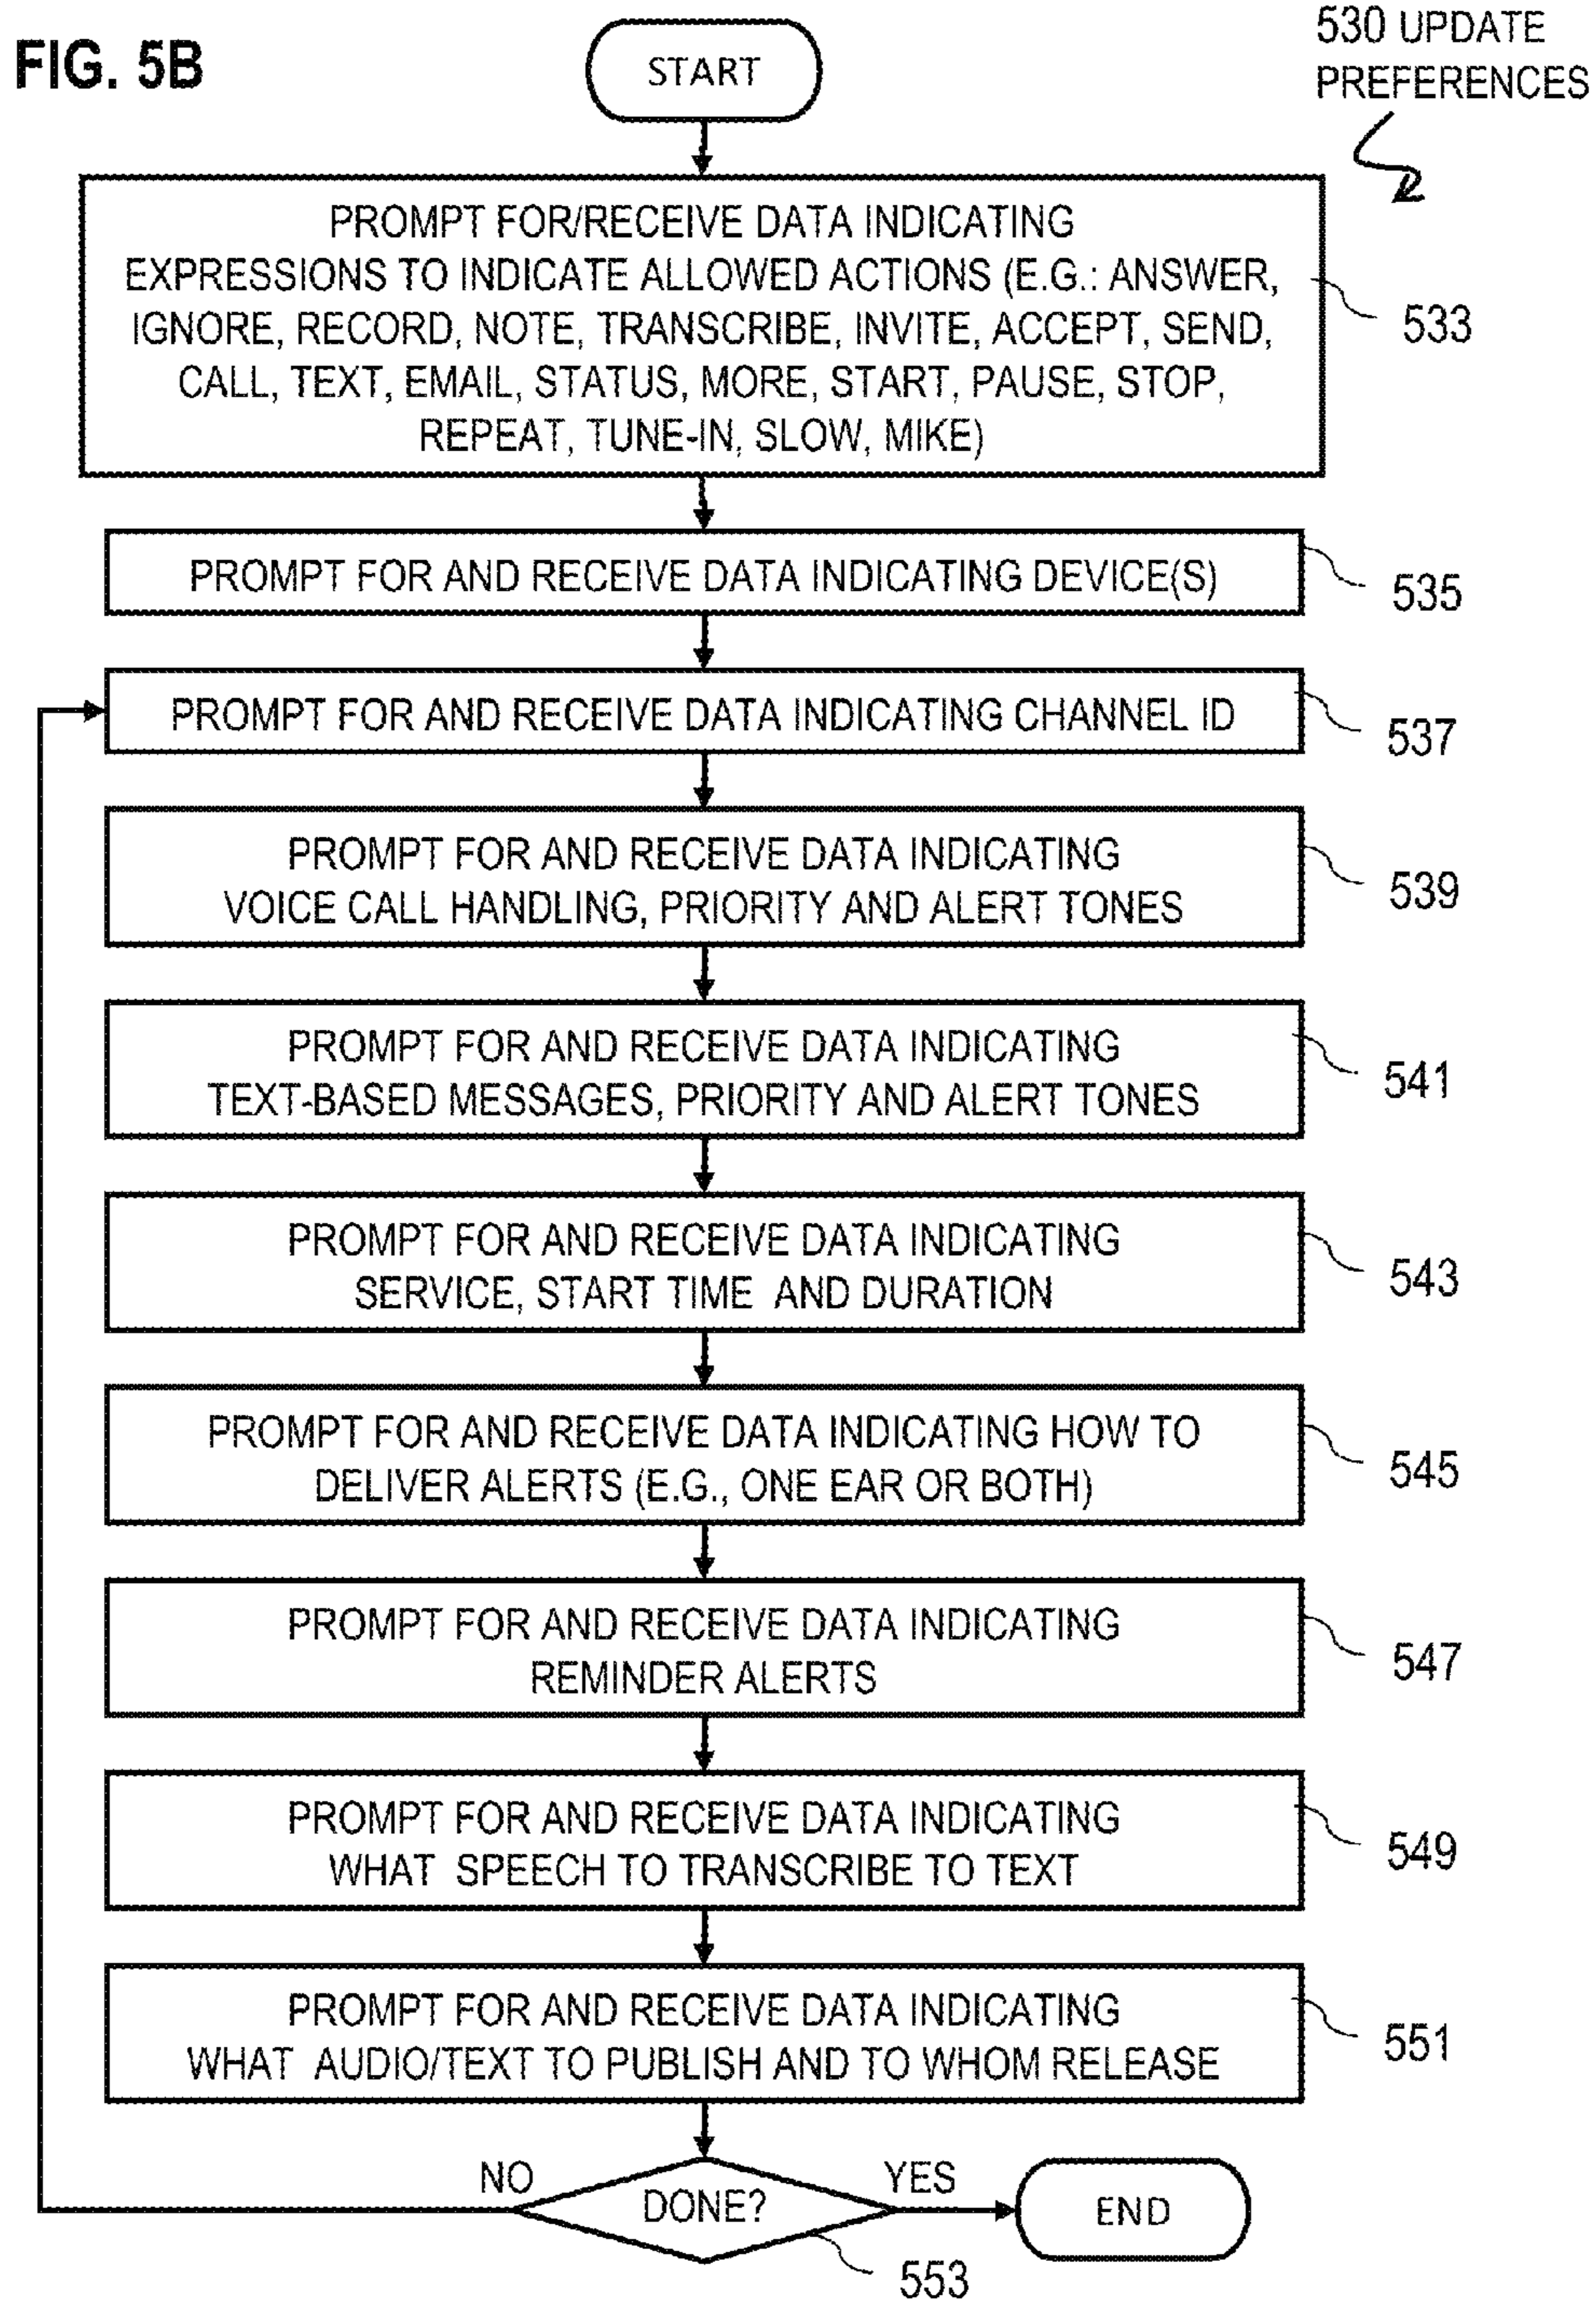 FIG. 5B
START
530 UPDATE
PREFERENCES
PROMPT FOR/RECEIVE DATA INDICATING
EXPRESSIONS TO INDICATE ALLOWED ACTIONS (E.G.: ANSWER,
IGNORE, RECORD, NOTE, TRANSCRIBE, INVITE, ACCEPT, SEND,
CALL, TEXT, EMAIL, STATUS, MORE, START, PAUSE, STOP,
REPEAT, TUNE-IN, SLOW, MIKE)
533
PROMPT FOR AND RECEIVE DATA INDICATING DEVICE(S)
535
PROMPT FOR AND RECEIVE DATA INDICATING CHANNEL ID
537
PROMPT FOR AND RECEIVE DATA INDICATING
VOICE CALL HANDLING, PRIORITY AND ALERT TONES
539
PROMPT FOR AND RECEIVE DATA INDICATING
TEXT-BASED MESSAGES, PRIORITY AND ALERT TONES
541
PROMPT FOR AND RECEIVE DATA INDICATING
SERVICE, START TIME AND DURATION
543
PROMPT FOR AND RECEIVE DATA INDICATING HOW TO
DELIVER ALERTS (E.G., ONE EAR OR BOTH)
545
PROMPT FOR AND RECEIVE DATA INDICATING
REMINDER ALERTS
547
PROMPT FOR AND RECEIVE DATA INDICATING
WHAT SPEECH TO TRANSCRIBE TO TEXT
549
PROMPT FOR AND RECEIVE DATA INDICATING
WHAT AUDIO/TEXT TO PUBLISH AND TO WHOM RELEASE
551
NO
DONE?
YES
END
553